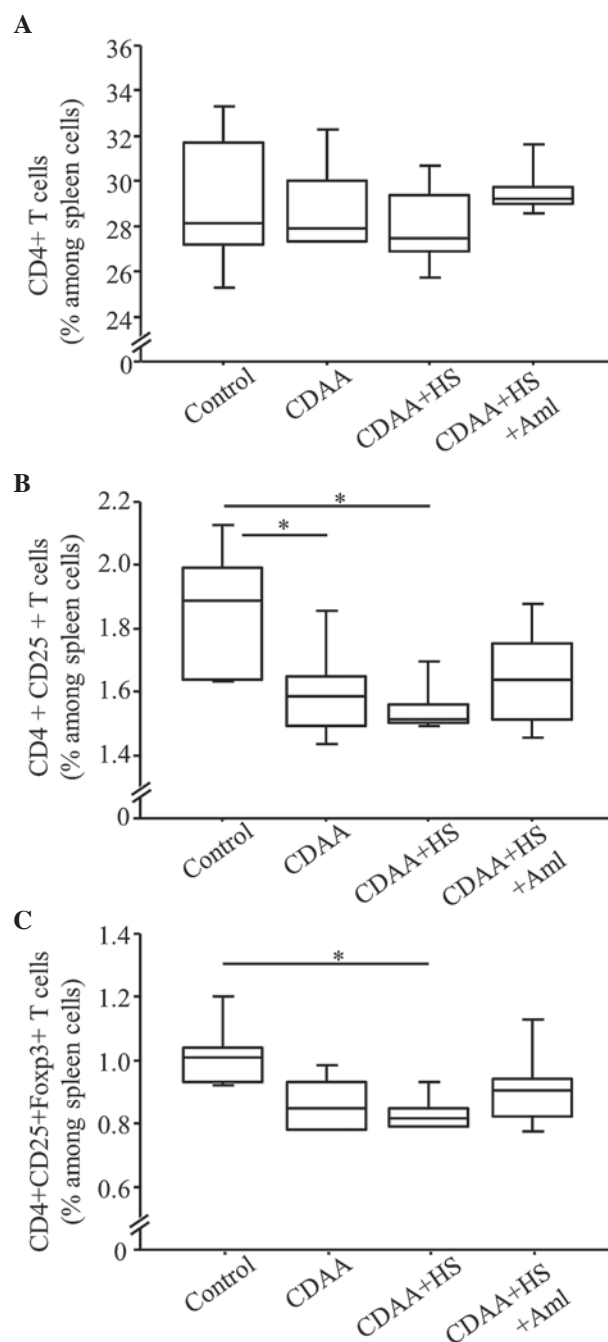 A
CD4+ T cells
(% among spleen cells)
36
34
32
30
28
26
24
0
Control
CDAA
CDAA+HS
CDAA+HS
+Aml
B
CD4 + CD25 + T cells
(% among spleen cells)
2.2
2.0
1.8
1.6
1.4
0
*
*
Control
CDAA
CDAA+HS
CDAA+HS
+Aml
C
CD4+CD25+Foxp3+ T cells
(% among spleen cells)
1.4
1.2
1.0
0.8
0.6
0
*
Control
CDAA
CDAA+HS
CDAA+HS
+Aml